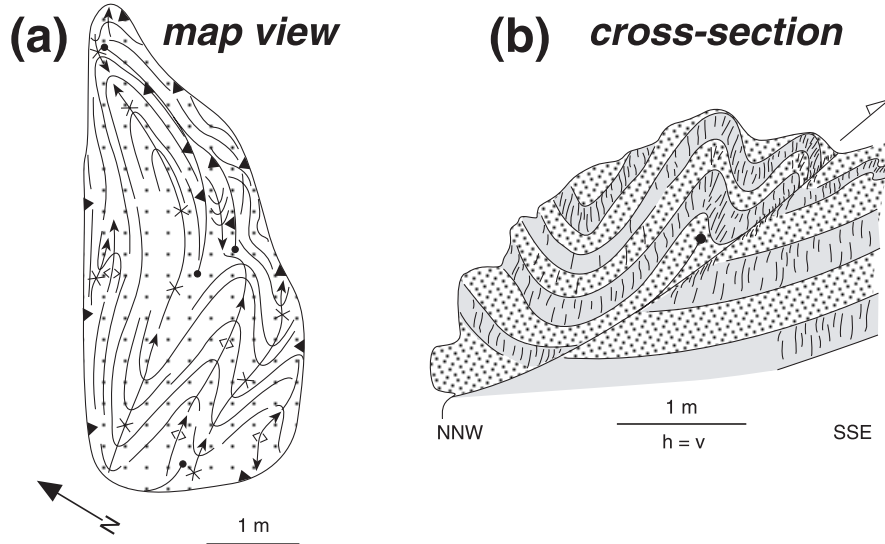 (a) map view
(b) cross-section
1 m
NNW
SSE
h = v
N
1 m